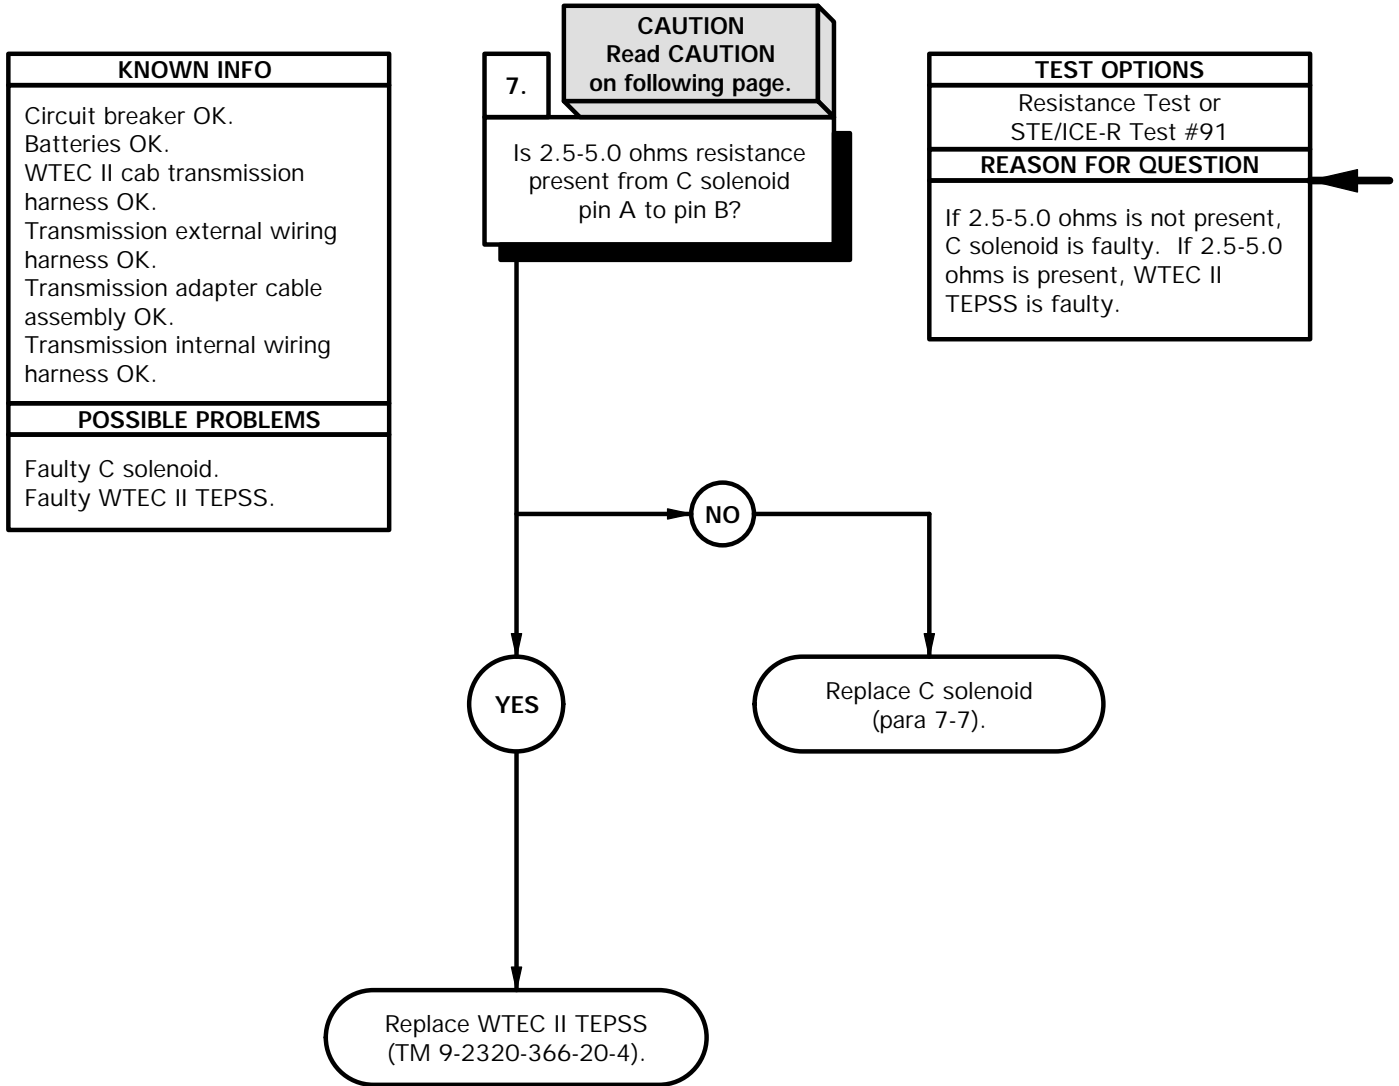 KNOWN INFO
Circuit breaker OK.
Batteries OK.
WTEC II cab transmission
harness OK.
Transmission external wiring
harness OK.
Transmission adapter cable
assembly OK.
Transmission internal wiring
harness OK.
POSSIBLE PROBLEMS
Faulty C solenoid.
Faulty WTEC II TEPSS.
7.
CAUTION
Read CAUTION
on following page.
Is 2.5-5.0 ohms resistance
present from C solenoid
pin A to pin B?
TEST OPTIONS
Resistance Test or
STE/ICE-R Test #91
REASON FOR QUESTION
If 2.5-5.0 ohms is not present,
C solenoid is faulty. If 2.5-5.0
ohms is present, WTEC II
TEPSS is faulty.
NO
YES
Replace C solenoid
(para 7-7).
Replace WTEC II TEPSS
(TM 9-2320-366-20-4).